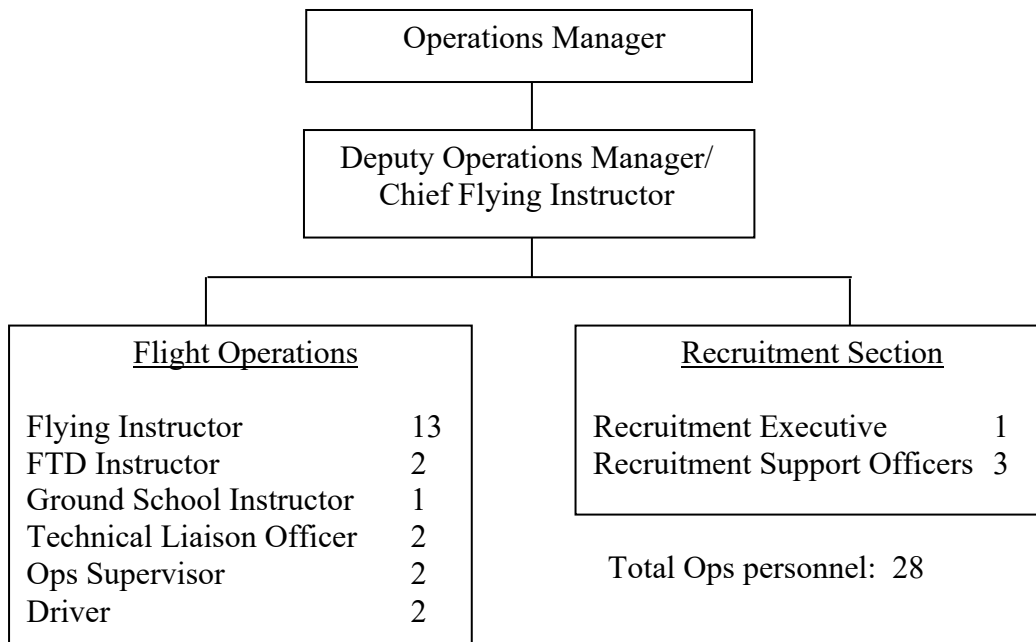 Operations Manager
Deputy Operations Manager/
Chief Flying Instructor
Flight Operations
Flying Instructor 13
FTD Instructor 2
Ground School Instructor 1
Technical Liaison Officer 2
Ops Supervisor 2
Driver 2
Recruitment Section
Recruitment Executive 1
Recruitment Support Officers 3
Total Ops personnel: 28